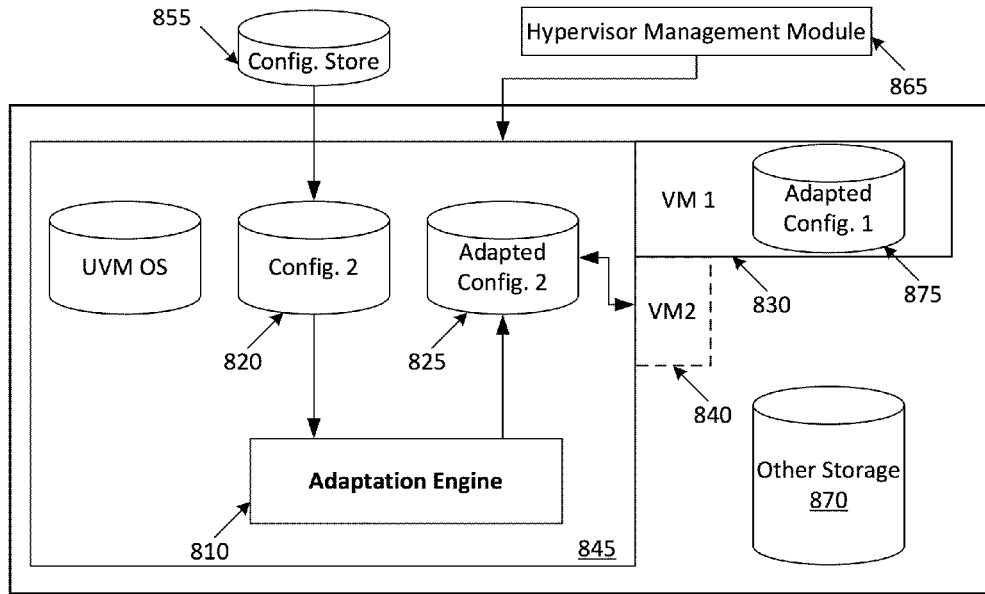 855
Config. Store
Hypervisor Management Module
865
UVM OS
Config. 2
Adapted
Config. 2
VM 1
Adapted
Config. 1
820
825
VM2
830
875
840
Adaptation Engine
810
845
Other Storage
870